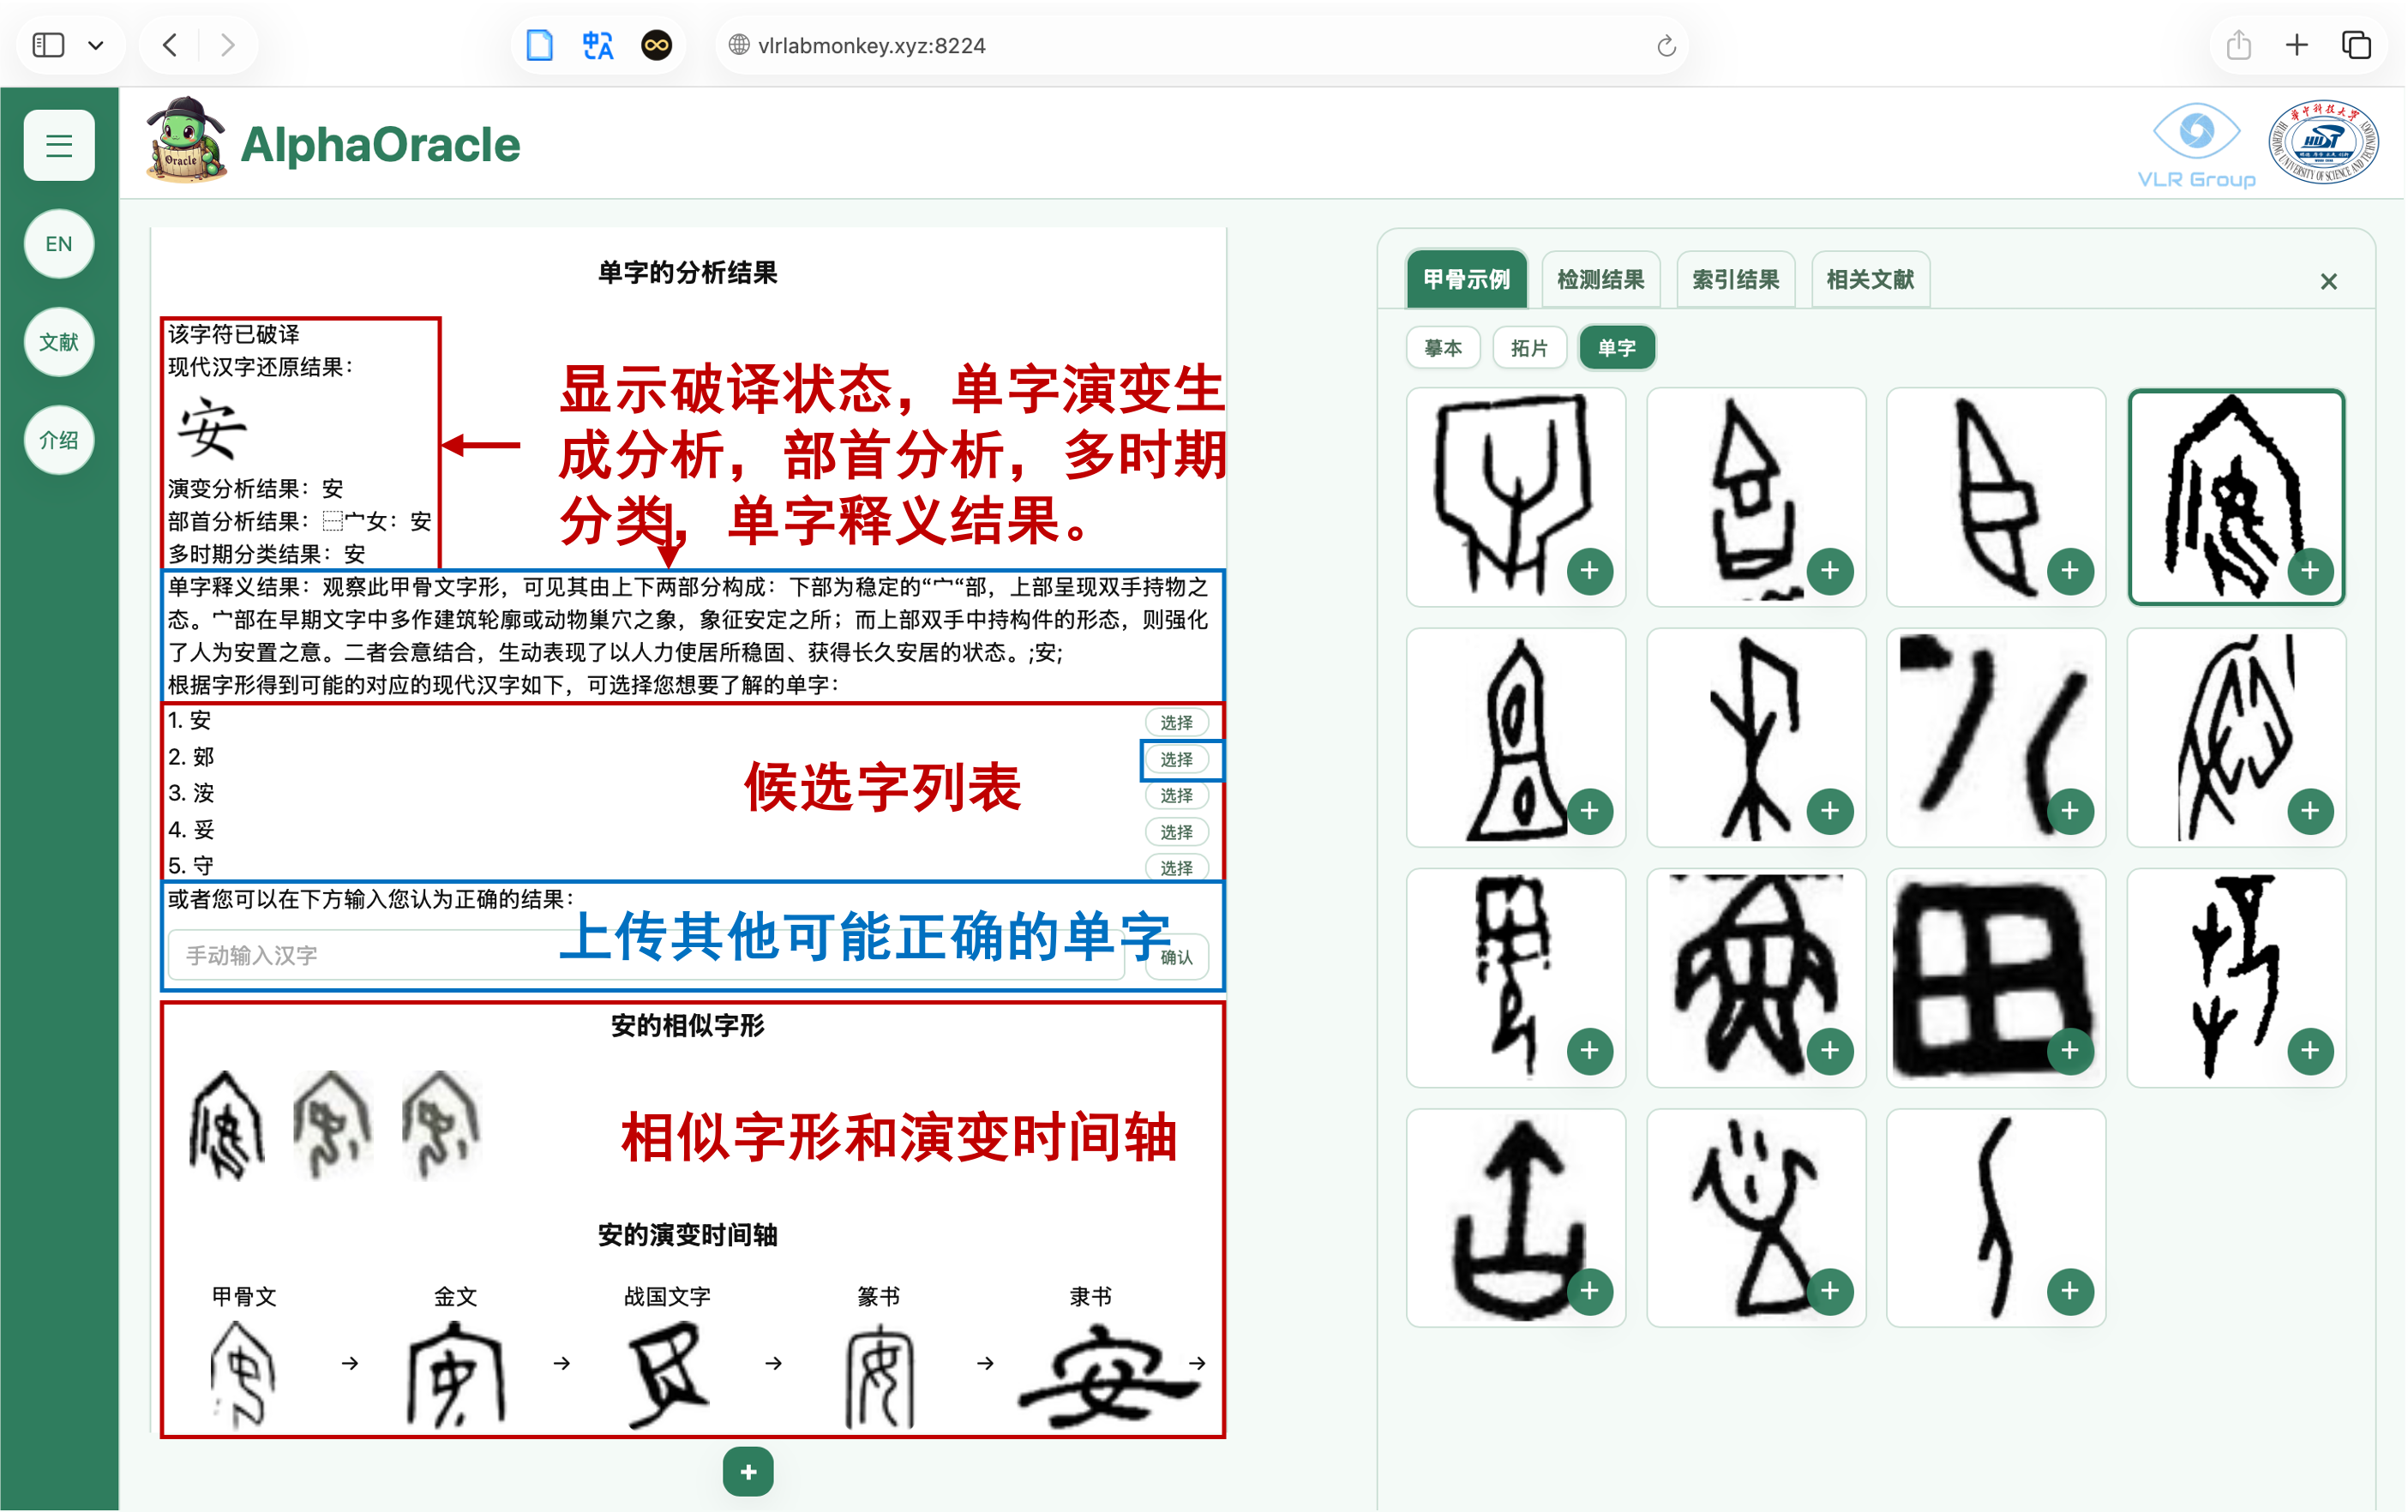 vlrlabmonkey.xyz:8224
Oracle
AlphaOracle
VLR Group
华中科技大学
HUAZHONG UNIVERSITY OF SCIENCE AND TECHNOLOGY
HUST
EN
文献
介绍
单字的分析结果
该字符已破译
现代汉字还原结果：
安
演变分析结果：安
部首分析结果：⿱宀女：安
多时期分类结果：安
显示破译状态，单字演变生
成分析，部首分析，多时期
分类，单字释义结果。
单字释义结果：观察此甲骨文字形，可见其由上下两部分构成：下部为稳定的“宀“部，上部呈现双手持物之
态。宀部在早期文字中多作建筑轮廓或动物巢穴之象，象征安定之所；而上部双手中持构件的形态，则强化
了人为安置之意。二者会意结合，生动表现了以人力使居所稳固、获得长久安居的状态。;安;
根据字形得到可能的对应的现代汉字如下，可选择您想要了解的单字：
1. 安 选择
2. 郹 选择
3. 洝 选择
4. 妥 选择
5. 守 选择
候选字列表
或者您可以在下方输入您认为正确的结果：
手动输入汉字
确认
上传其他可能正确的单字
安的相似字形
相似字形和演变时间轴
安的演变时间轴
甲骨文 金文 战国文字 篆书 隶书
→ → → → →
甲骨示例 检测结果 索引结果 相关文献
摹本 拓片 单字